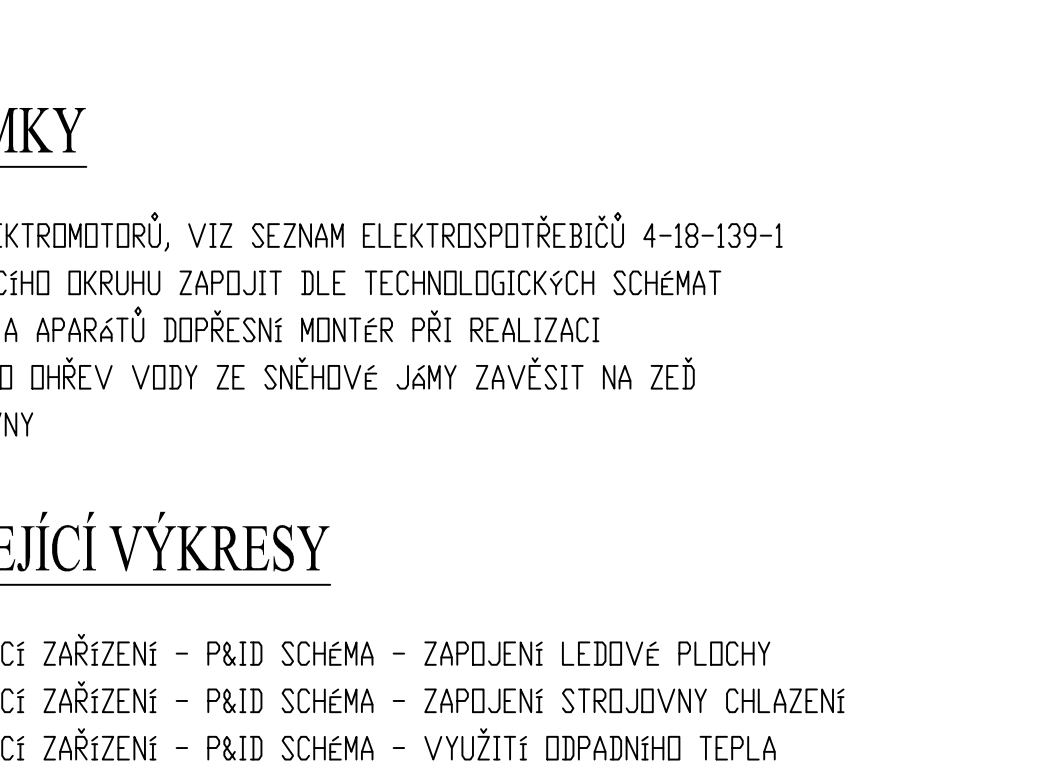 MKY
EKTROMOTORŮ, VIZ SEZNAM ELEKTROSPOTŘEBIČŮ 4-18-139-1
CÍHO OKRUHU ZAPOJIT DLE TECHNOLOGICKÝCH SCHÉMAT
A APARÁTŮ DOPŘESNÍ MONTÉR PŘI REALIZACI
O OHŘEV VODY ZE SNĚHOVÉ JÁMY ZAVĚSIT NA ZEĎ
VNY
EJÍCÍ VÝKRESY
CÍ ZAŘÍZENÍ - P&ID SCHÉMA - ZAPOJENÍ LEDOVÉ PLOCHY
CÍ ZAŘÍZENÍ - P&ID SCHÉMA - ZAPOJENÍ STROJOVNY CHLAZENÍ
CÍ ZAŘÍZENÍ - P&ID SCHÉMA - VYUŽITÍ ODPADNÍHO TEPLA